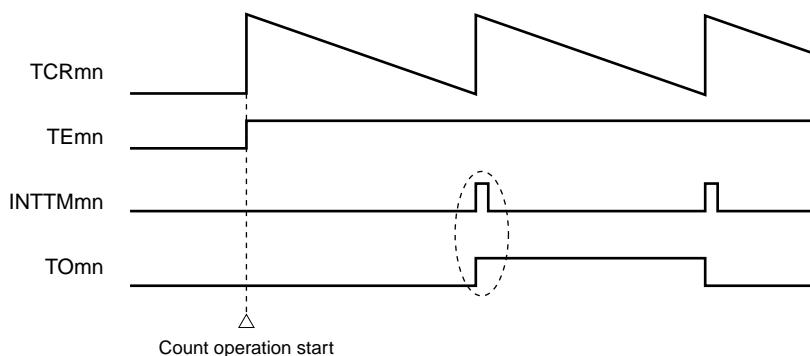 TCRmn
TEmn
INTTMmn
TOmn
Count operation start